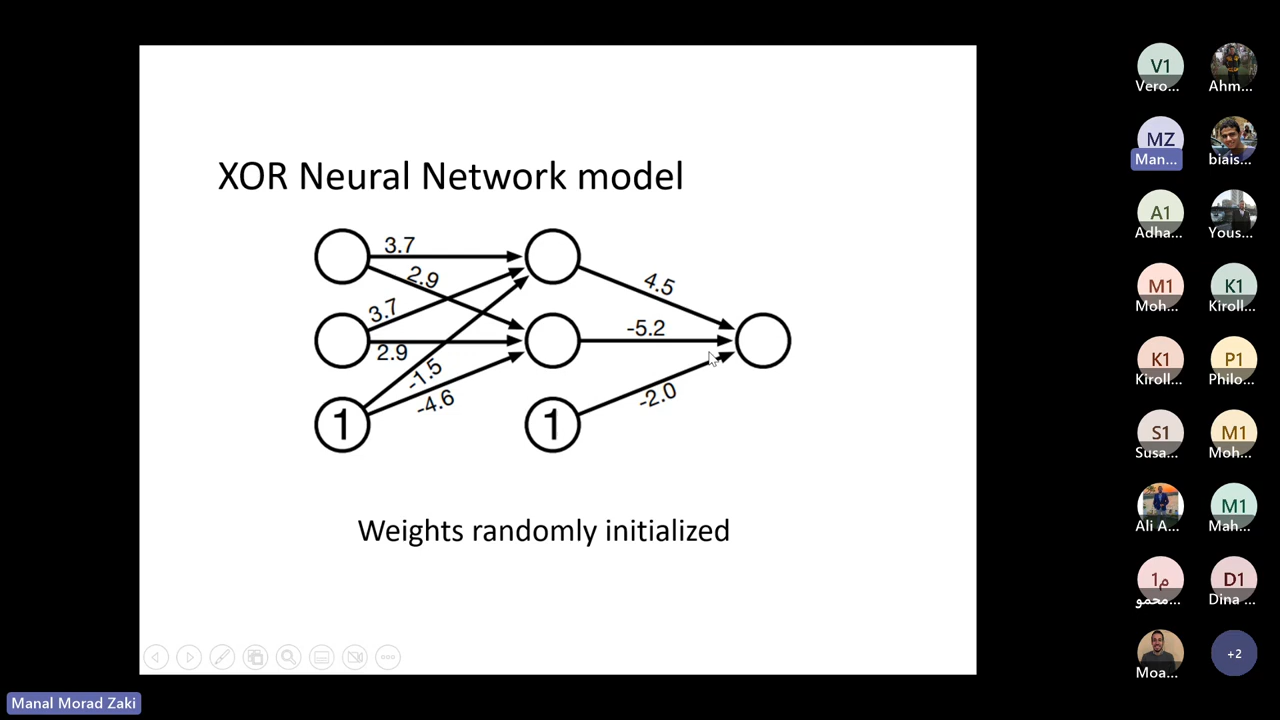 XOR Neural Network model
3.7
2.9
3.7
2.9
-1.5
-4.6
1
4.5
-5.2
-2.0
1
Weights randomly initialized
V1
Vero...
Ahm...
MZ
Man...
biais...
A1
Adha...
Yous...
M1
Moh...
K1
Kiroll...
K1
Kiroll...
P1
Philo...
S1
Susa...
M1
Moh...
Ali A...
M1
Mah...
م1
محمو...
D1
Dina ...
Moa...
+2
Manal Morad Zaki